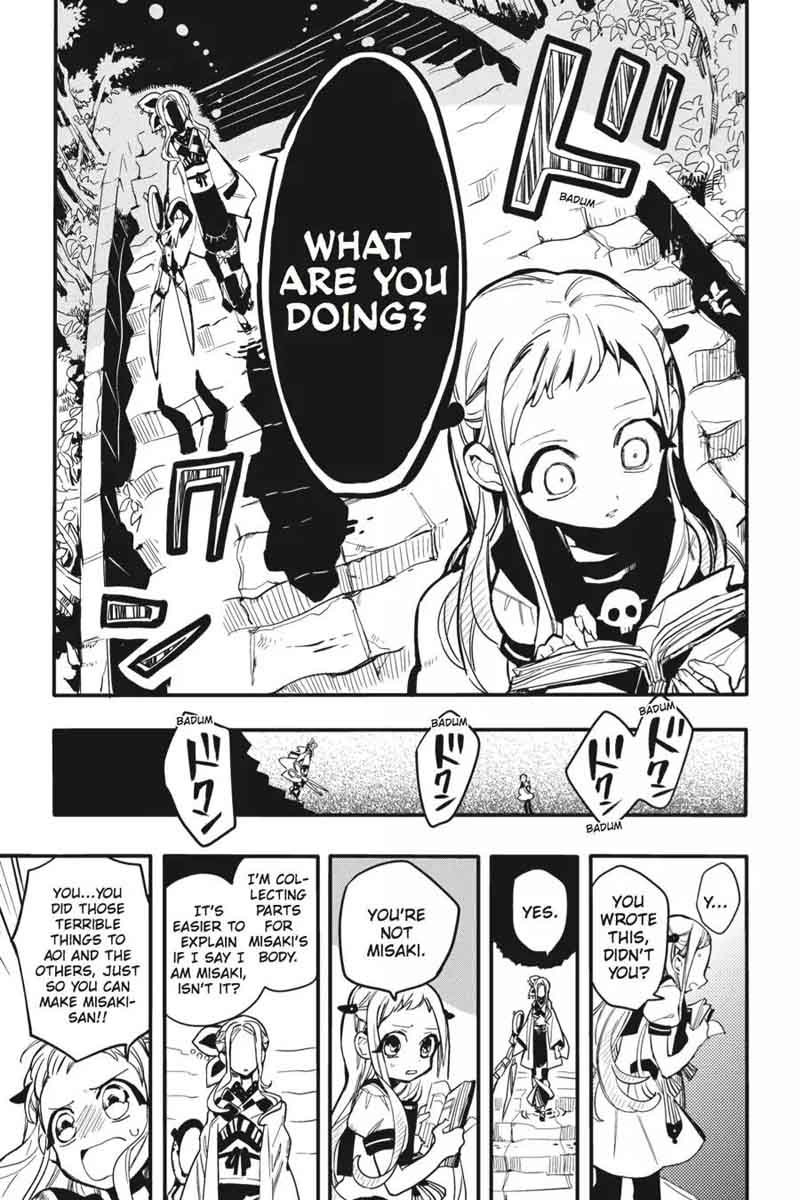 ドクン
BADUM
WHAT
ARE YOU
DOING?
ドクン
BADUM
ドクン
BADUM
ドクン
BADUM
ドクン
BADUM
Y...
YOU
WROTE
THIS,
DIDN'T
YOU?
YES.
YOU'RE
NOT
MISAKI.
I'M COL-
LECTING
PARTS
FOR
MISAKI'S
BODY.
IT'S
EASIER TO
EXPLAIN
IF I SAY I
AM MISAKI,
ISN'T IT?
YOU...YOU
DID THOSE
TERRIBLE
THINGS TO
AOI AND THE
OTHERS, JUST
SO YOU CAN
MAKE MISAKI-
SAN!!